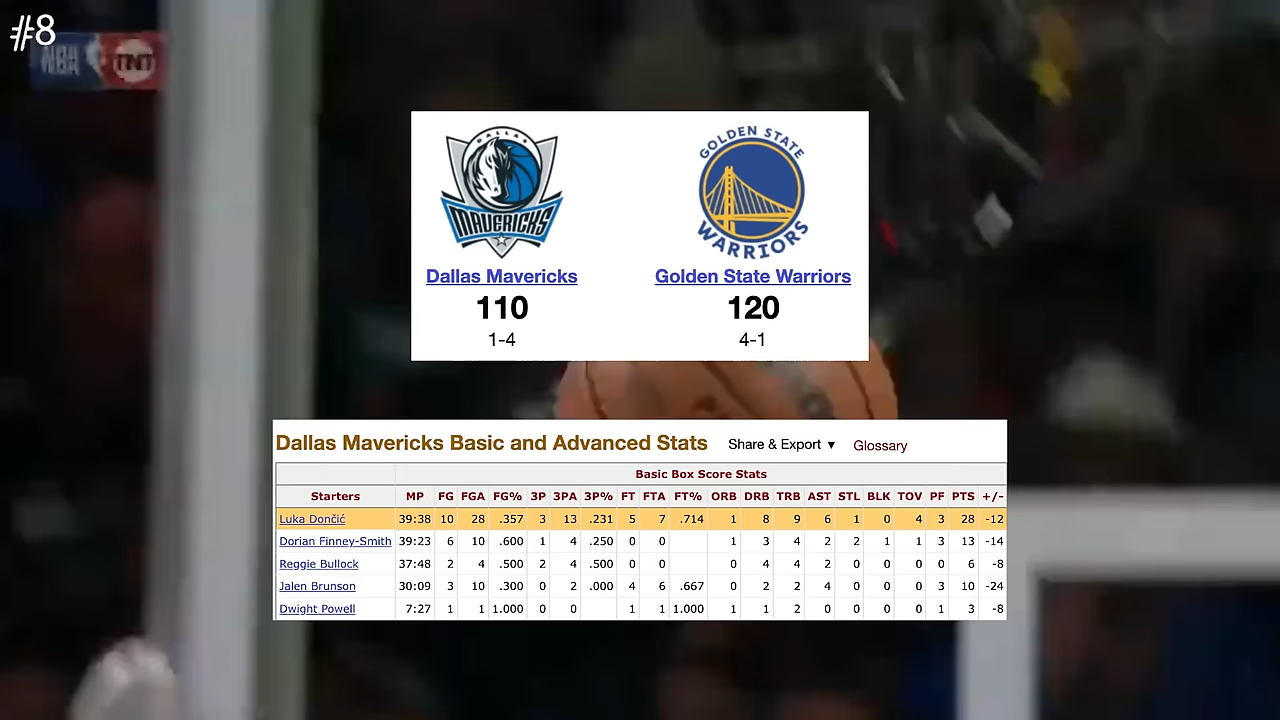 #8
NBA TNT
DALLAS
MAVERICKS
GOLDEN STATE
WARRIORS
Dallas Mavericks Golden State Warriors
110 120
1-4 4-1
Dallas Mavericks Basic and Advanced Stats Share & Export ▼ Glossary
Basic Box Score Stats
Starters MP FG FGA FG% 3P 3PA 3P% FT FTA FT% ORB DRB TRB AST STL BLK TOV PF PTS +/-
Luka Dončić 39:38 10 28 .357 3 13 .231 5 7 .714 1 8 9 6 1 0 4 3 28 -12
Dorian Finney-Smith 39:23 6 10 .600 1 4 .250 0 0 1 3 4 2 2 1 1 3 13 -14
Reggie Bullock 37:48 2 4 .500 2 4 .500 0 0 0 4 4 2 0 0 0 0 6 -8
Jalen Brunson 30:09 3 10 .300 0 2 .000 4 6 .667 0 2 2 4 0 0 0 3 10 -24
Dwight Powell 7:27 1 1 1.000 0 0 1 1 1.000 1 1 2 0 0 0 0 1 3 -8